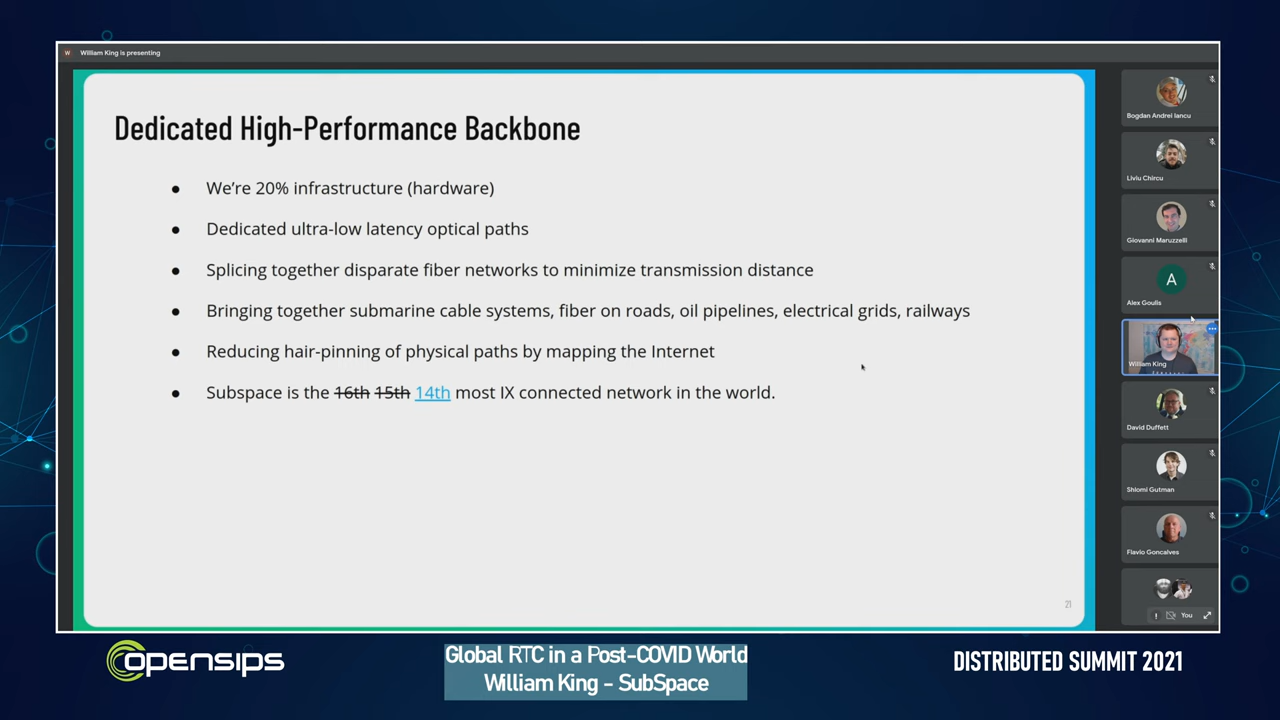 W William King is presenting
Dedicated High-Performance Backbone
● We're 20% infrastructure (hardware)
● Dedicated ultra-low latency optical paths
● Splicing together disparate fiber networks to minimize transmission distance
● Bringing together submarine cable systems, fiber on roads, oil pipelines, electrical grids, railways
● Reducing hair-pinning of physical paths by mapping the Internet
● Subspace is the 16th 15th 14th most IX connected network in the world.
21
Bogdan Andrei Iancu
Liviu Chircu
Giovanni Maruzzelli
A
Alex Goulis
William King
David Duffett
Shlomi Gutman
Flavio Goncalves
You
opensips
Global RTC in a Post-COVID World
William King - SubSpace
DISTRIBUTED SUMMIT 2021